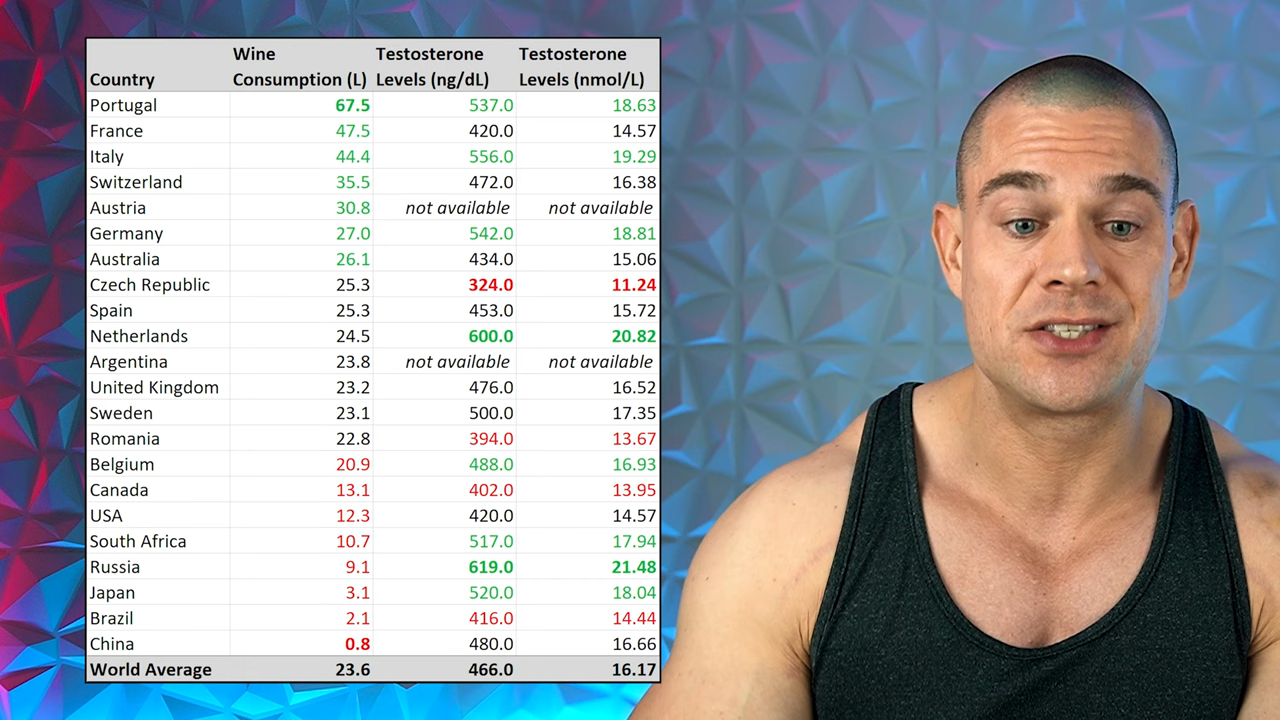 Country Wine Consumption (L) Testosterone Levels (ng/dL) Testosterone Levels (nmol/L)
Portugal 67.5 537.0 18.63
France 47.5 420.0 14.57
Italy 44.4 556.0 19.29
Switzerland 35.5 472.0 16.38
Austria 30.8 not available not available
Germany 27.0 542.0 18.81
Australia 26.1 434.0 15.06
Czech Republic 25.3 324.0 11.24
Spain 25.3 453.0 15.72
Netherlands 24.5 600.0 20.82
Argentina 23.8 not available not available
United Kingdom 23.2 476.0 16.52
Sweden 23.1 500.0 17.35
Romania 22.8 394.0 13.67
Belgium 20.9 488.0 16.93
Canada 13.1 402.0 13.95
USA 12.3 420.0 14.57
South Africa 10.7 517.0 17.94
Russia 9.1 619.0 21.48
Japan 3.1 520.0 18.04
Brazil 2.1 416.0 14.44
China 0.8 480.0 16.66
World Average 23.6 466.0 16.17